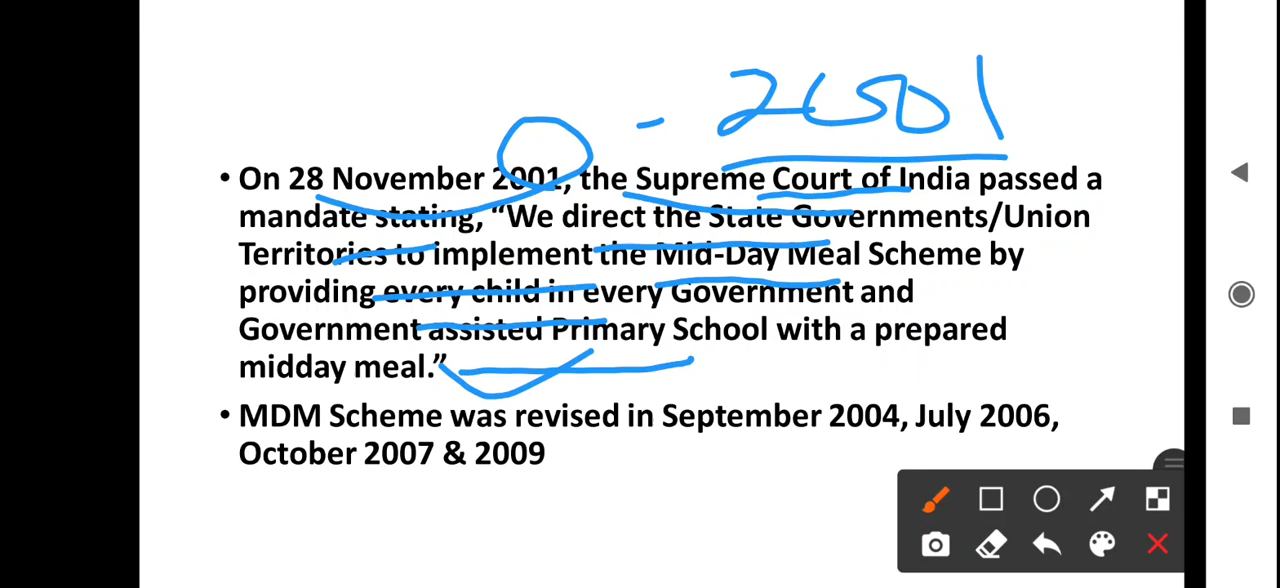 - 2001
• On 28 November 2001, the Supreme Court of India passed a
mandate stating, “We direct the State Governments/Union
Territories to implement the Mid-Day Meal Scheme by
providing every child in every Government and
Government assisted Primary School with a prepared
midday meal.”
• MDM Scheme was revised in September 2004, July 2006,
October 2007 & 2009